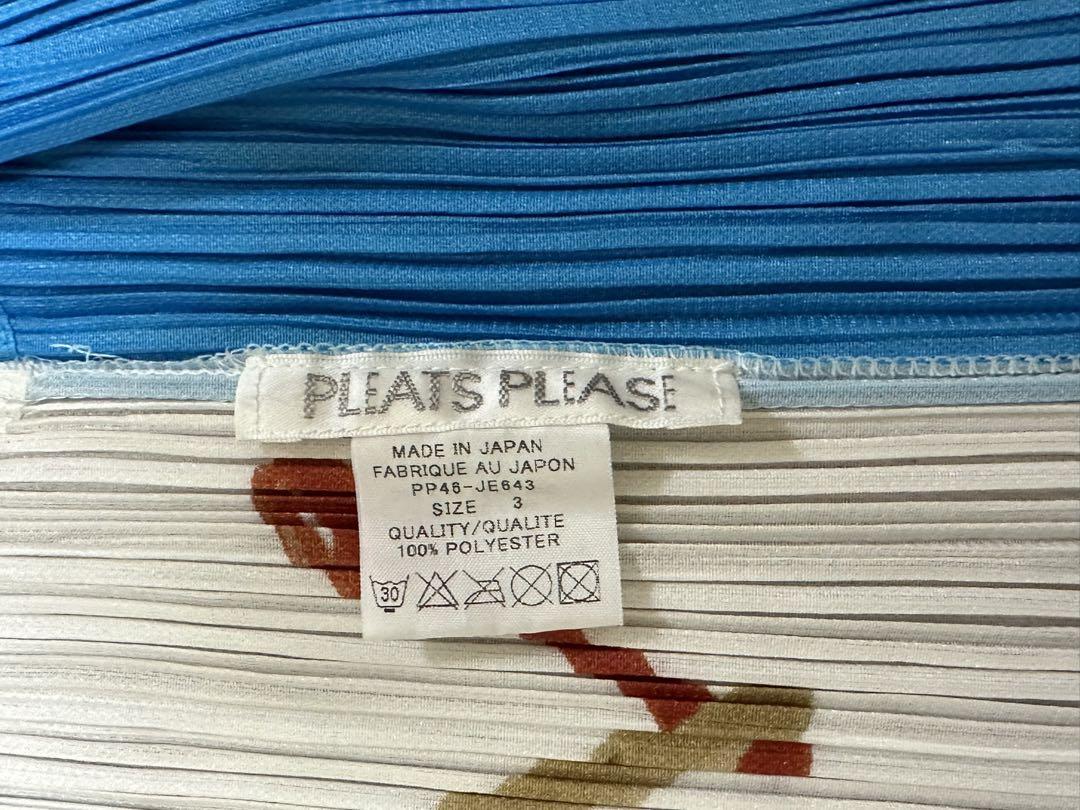 PLEATS PLEASE
MADE IN JAPAN
FABRIQUE AU JAPON
PP46-JE643
SIZE 3
QUALITY/QUALITE
100% POLYESTER
30